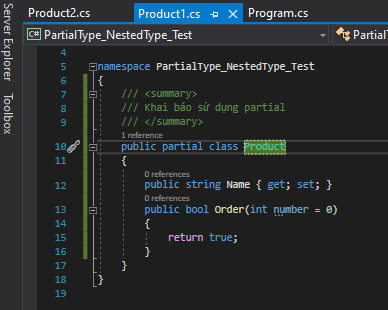 Product2.cs
Product1.cs
Program.cs
PartialType_NestedType_Test
PartialType_Nested
Server Explorer
Toolbox
4
5 namespace PartialType_NestedType_Test
6 {
7 /// <summary>
8 /// Khai báo sử dụng partial
9 /// </summary>
1 reference
10 public partial class Product
11 {
0 references
12 public string Name { get; set; }
0 references
13 public bool Order(int number = 0)
14 {
15 return true;
16 }
17 }
18 }
19